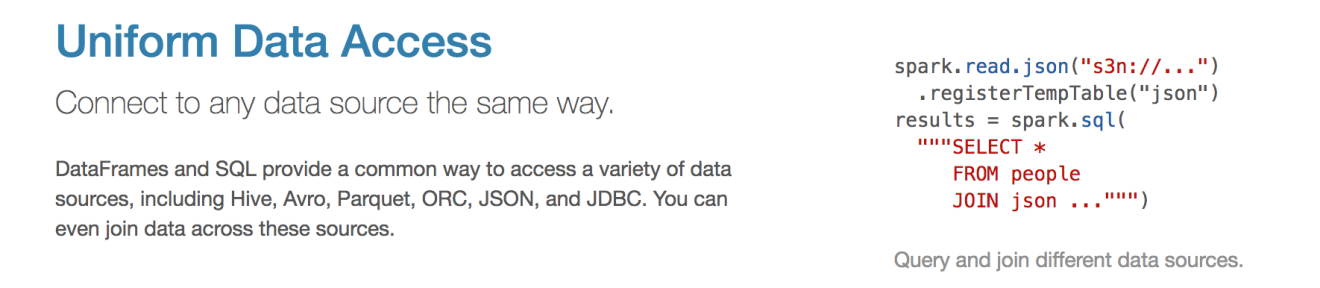 Uniform Data Access
Connect to any data source the same way.
DataFrames and SQL provide a common way to access a variety of data
sources, including Hive, Avro, Parquet, ORC, JSON, and JDBC. You can
even join data across these sources.
spark.read.json("s3n://...")
  .registerTempTable("json")
results = spark.sql(
  """SELECT *
     FROM people
     JOIN json ...""")
Query and join different data sources.